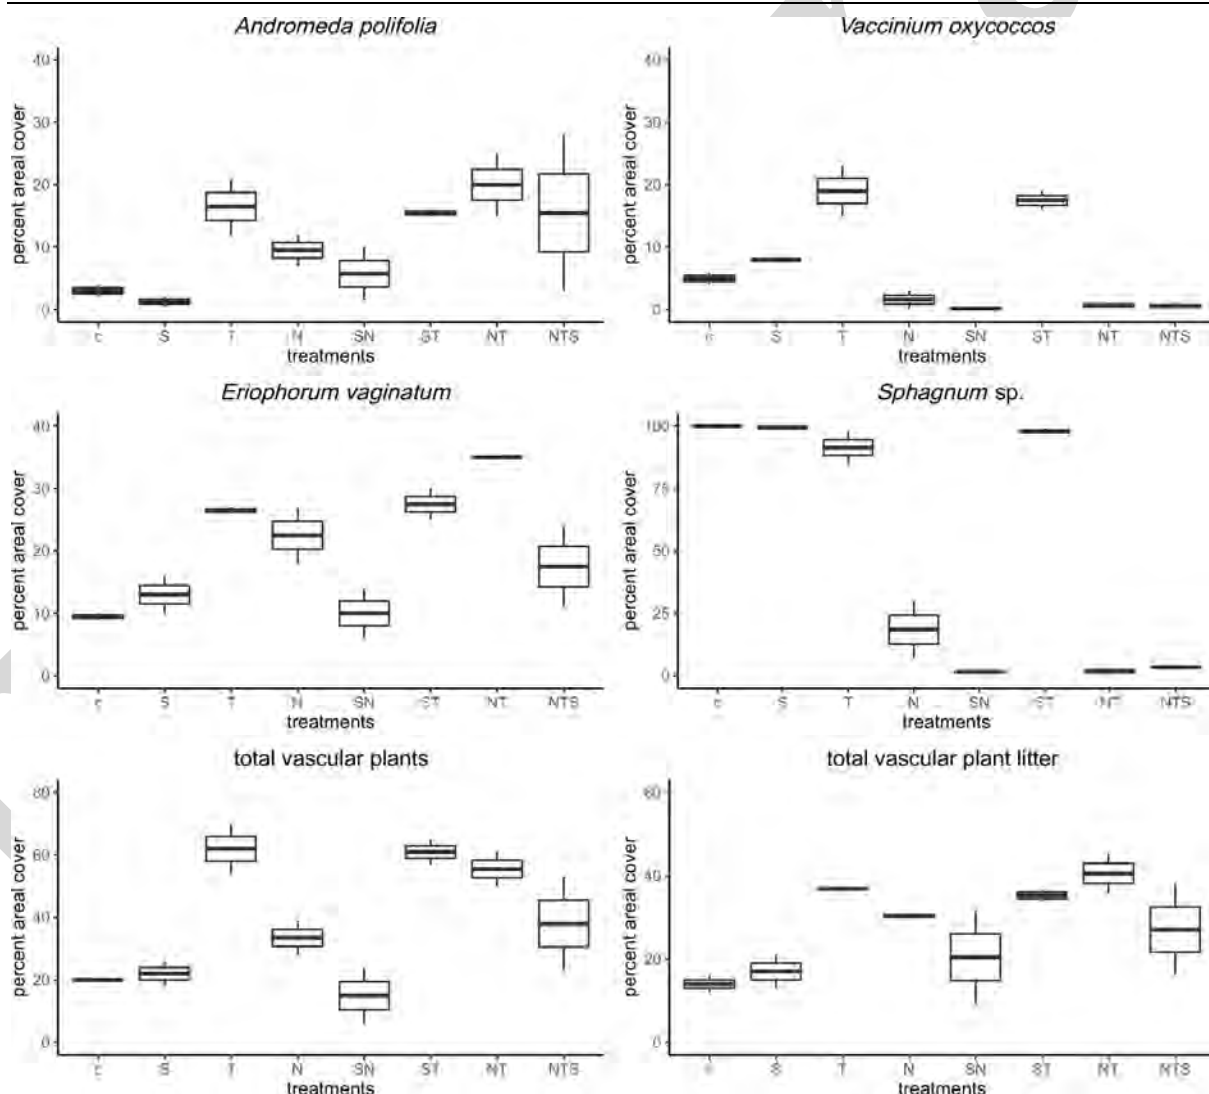 Andromeda polifolia
40
30
20
10
0
percent areal cover
c S T N SN ST NT NTS
treatments
Vaccinium oxycoccos
40
30
20
10
0
percent areal cover
c S T N SN ST NT NTS
treatments
Eriophorum vaginatum
40
30
20
10
0
percent areal cover
c S T N SN ST NT NTS
treatments
Sphagnum sp.
100
75
50
25
0
percent areal cover
c S T N SN ST NT NTS
treatments
total vascular plants
80
60
40
20
0
percent areal cover
c S T N SN ST NT NTS
treatments
total vascular plant litter
60
40
20
0
percent areal cover
c S T N SN ST NT NTS
treatments